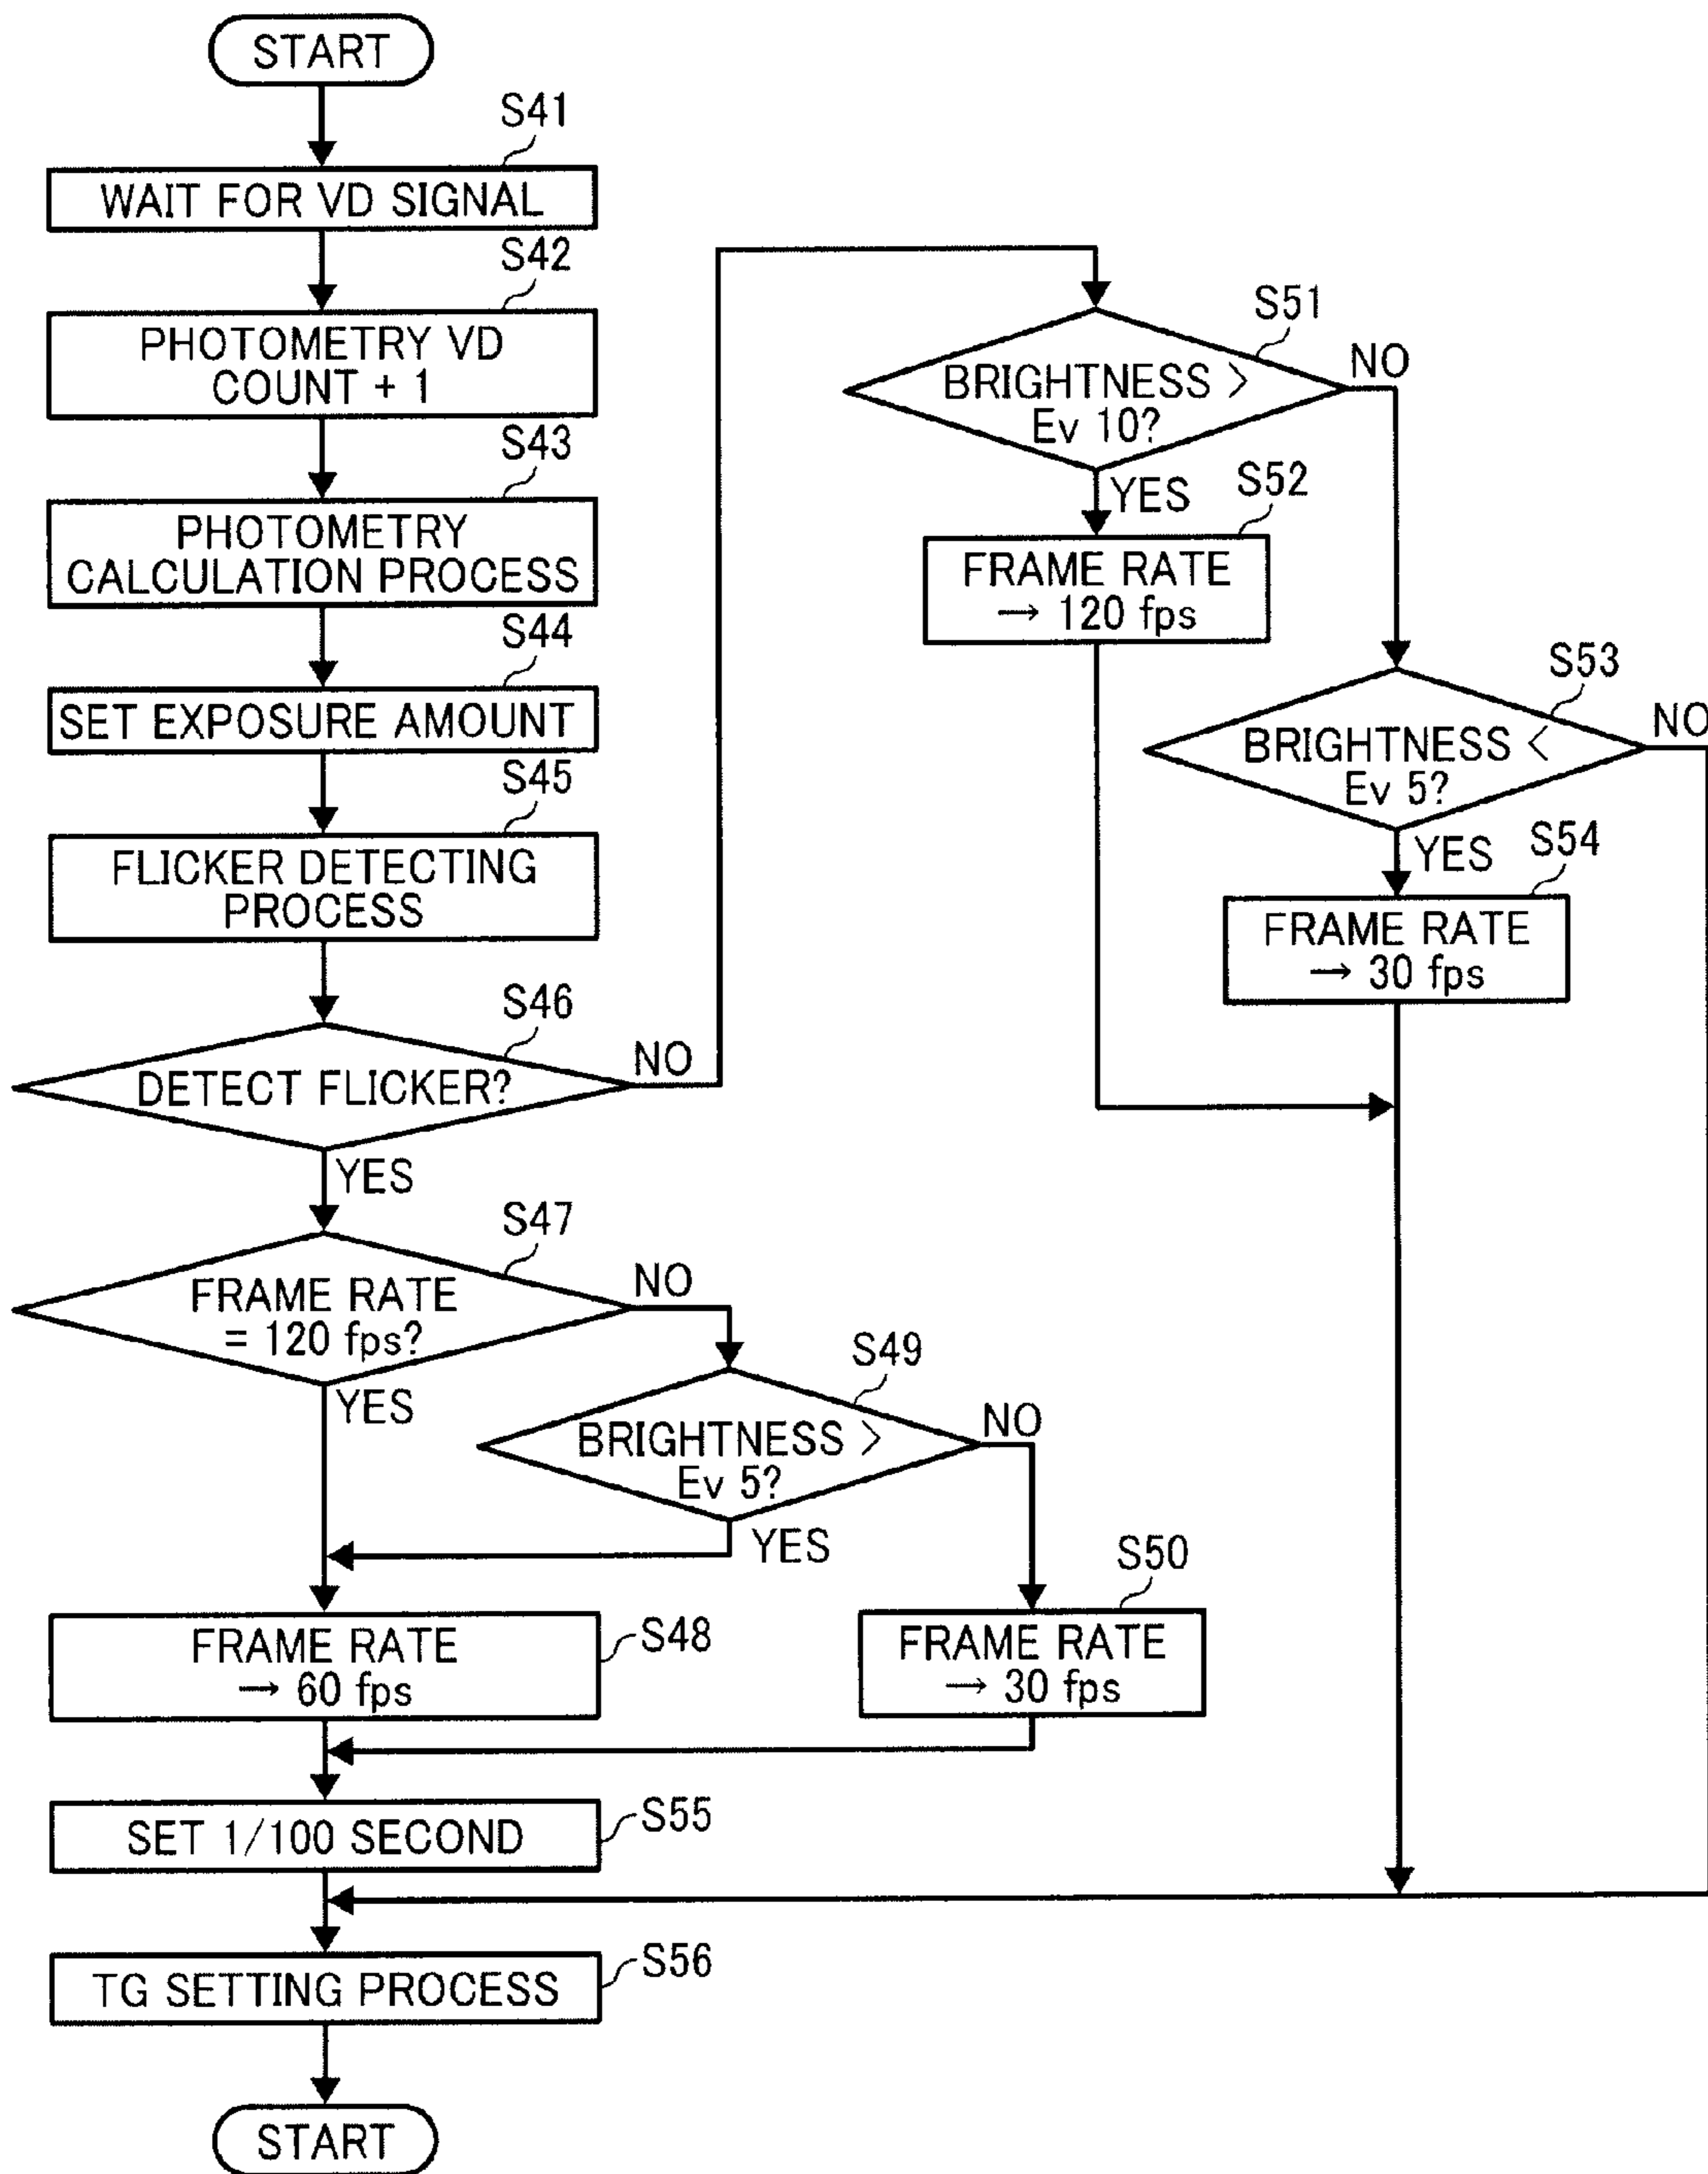 START
S41
WAIT FOR VD SIGNAL
S42
PHOTOMETRY VD
COUNT + 1
S43
PHOTOMETRY
CALCULATION PROCESS
S44
SET EXPOSURE AMOUNT
S45
FLICKER DETECTING
PROCESS
S46
DETECT FLICKER?
NO
YES
S47
FRAME RATE
= 120 fps?
NO
YES
S49
BRIGHTNESS >
Ev 5?
NO
YES
S48
FRAME RATE
→ 60 fps
S50
FRAME RATE
→ 30 fps
S51
BRIGHTNESS >
Ev 10?
NO
YES
S52
FRAME RATE
→ 120 fps
S53
BRIGHTNESS <
Ev 5?
NO
YES
S54
FRAME RATE
→ 30 fps
S55
SET 1/100 SECOND
S56
TG SETTING PROCESS
START